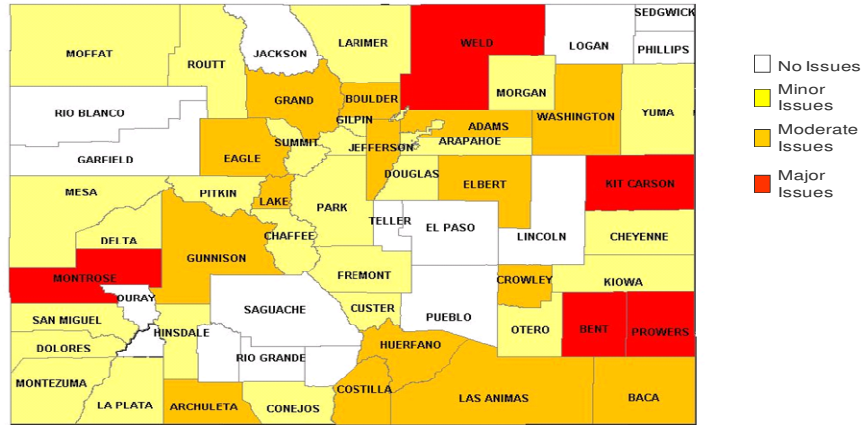 SEDGWICK
MOFFAT
ROUTT
JACKSON
LARIMER
WELD
LOGAN
PHILLIPS
No Issues
Minor
Issues
Moderate
Issues
Major
Issues
RIO BLANCO
GRAND
BOULDER
MORGAN
WASHINGTON
YUMA
GILPIN
ADAMS
GARFIELD
EAGLE
SUMMIT
JEFFERSON
ARAPAHOE
MESA
PITKIN
LAKE
DOUGLAS
ELBERT
KIT CARSON
PARK
TELLER
EL PASO
LINCOLN
CHEYENNE
DELTA
CHAFFEE
GUNNISON
MONTROSE
FREMONT
CROWLEY
KIOWA
OURAY
SAGUACHE
CUSTER
PUEBLO
SAN MIGUEL
HINSDALE
OTERO
BENT
PROWERS
DOLORES
RIO GRANDE
HUERFANO
MONTEZUMA
COSTILLA
LAS ANIMAS
BACA
LA PLATA
ARCHULETA
CONEJOS